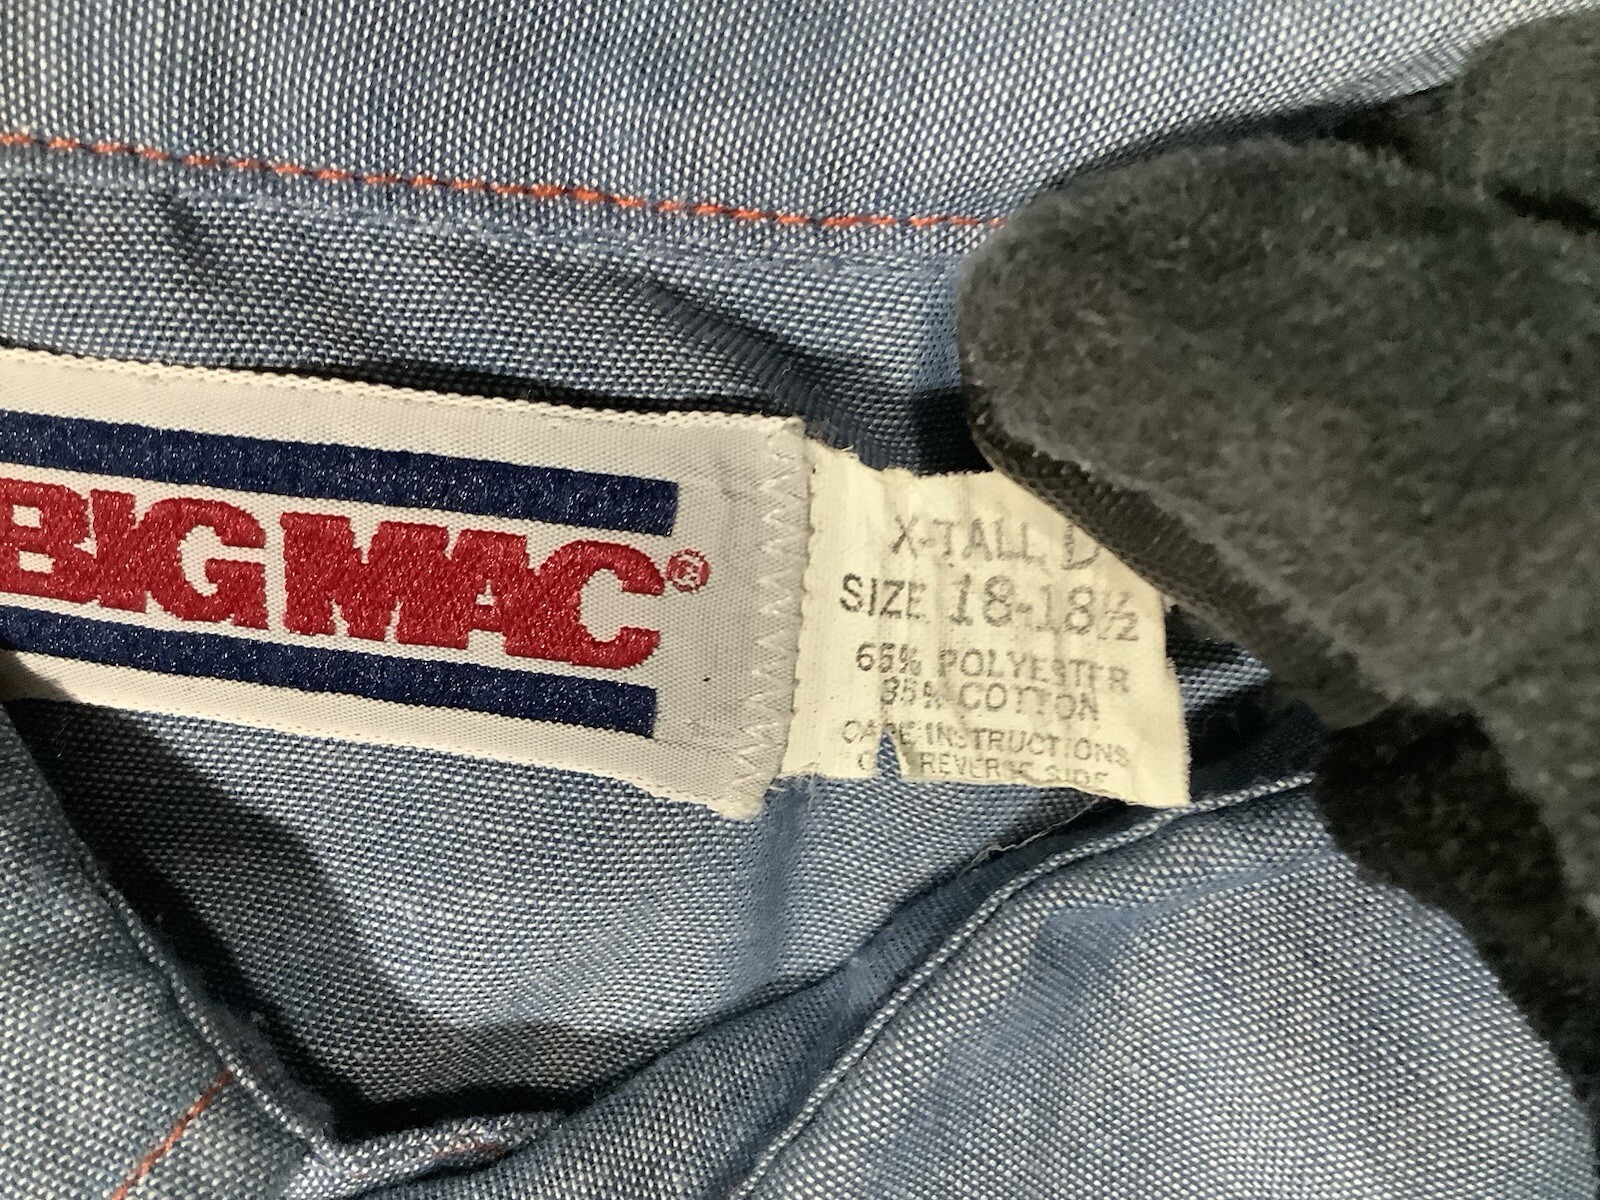 BIG MAC®
X-TALL
SIZE 18-18½
65% POLYESTER
35% COTTON
CARE INSTRUCTIONS
REVERSE SIDE